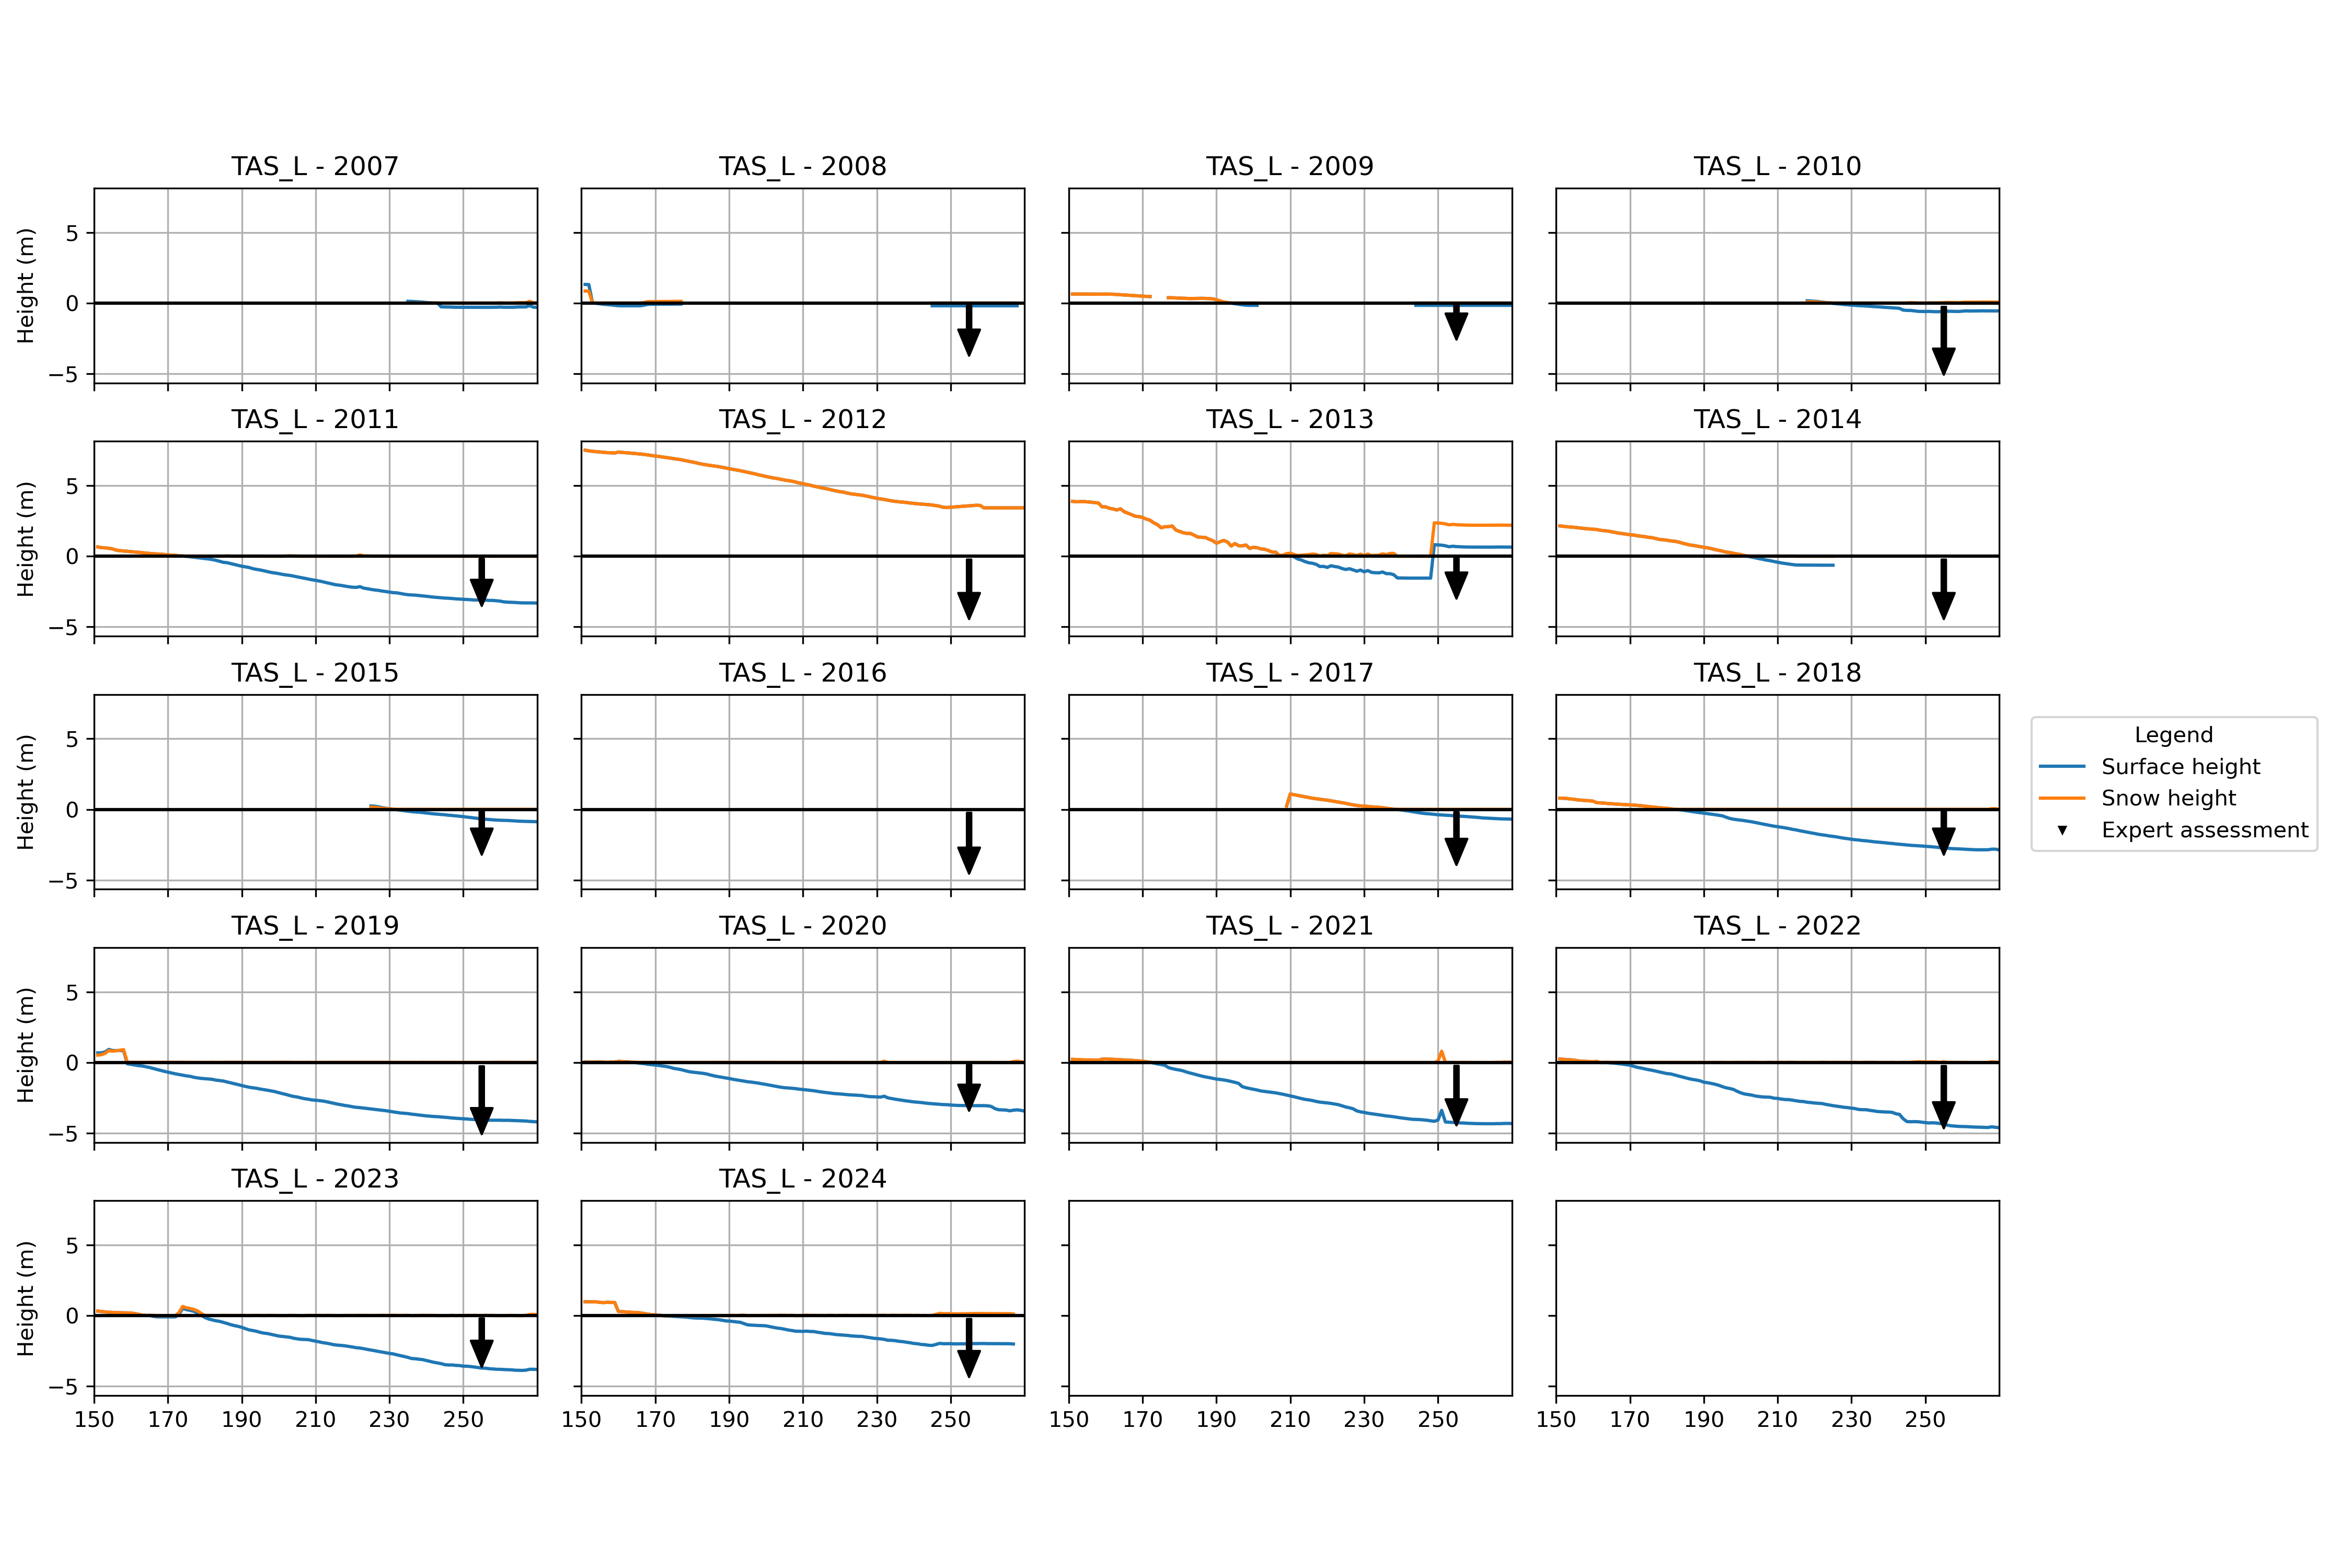 TAS_L - 2007
TAS_L - 2008
TAS_L - 2009
TAS_L - 2010
Height (m)
5
0
−5
TAS_L - 2011
TAS_L - 2012
TAS_L - 2013
TAS_L - 2014
Height (m)
5
0
−5
TAS_L - 2015
TAS_L - 2016
TAS_L - 2017
TAS_L - 2018
Height (m)
5
0
−5
Legend
Surface height
Snow height
Expert assessment
TAS_L - 2019
TAS_L - 2020
TAS_L - 2021
TAS_L - 2022
Height (m)
5
0
−5
TAS_L - 2023
TAS_L - 2024
Height (m)
5
0
−5
150 170 190 210 230 250
150 170 190 210 230 250
150 170 190 210 230 250
150 170 190 210 230 250